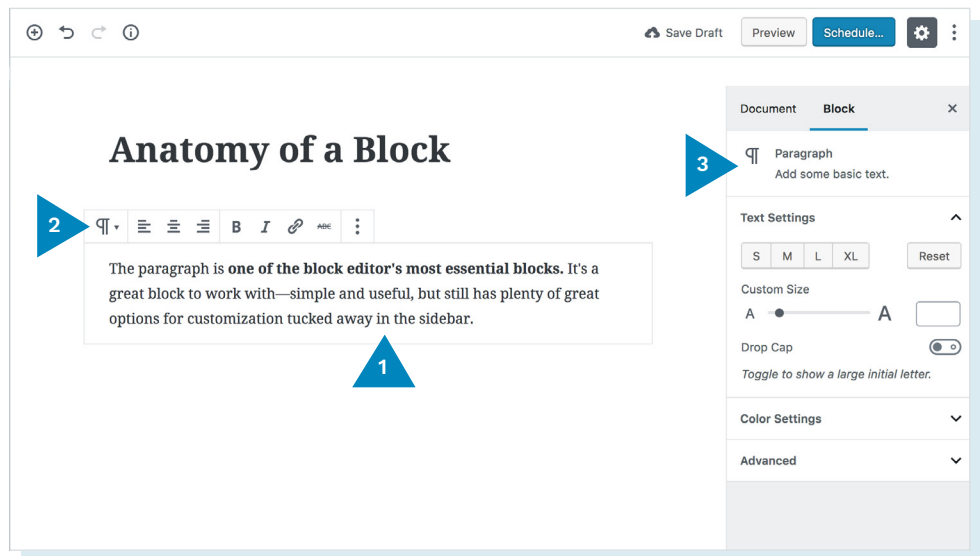 Save Draft Preview Schedule...
Document Block
Anatomy of a Block
3
Paragraph
Add some basic text.
2
B I ABC
Text Settings
The paragraph is one of the block editor's most essential blocks. It's a
great block to work with—simple and useful, but still has plenty of great
options for customization tucked away in the sidebar.
1
S M L XL Reset
Custom Size
A A
Drop Cap
Toggle to show a large initial letter.
Color Settings
Advanced